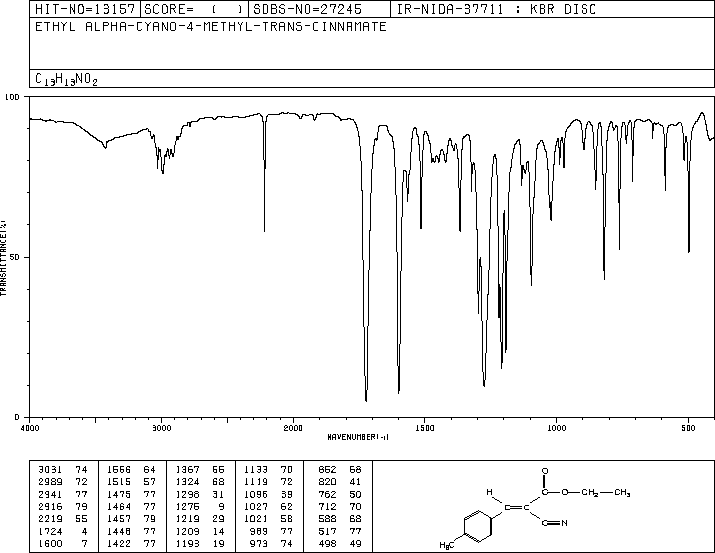 HIT-NO=13157 SCORE= ( ) SDBS-NO=27245 IR-NIDA-37711 : KBR DISC
ETHYL ALPHA-CYANO-4-METHYL-TRANS-CINNAMATE
C13H13NO2
100
TRANSMITTANCE(%)
50
0
4000 3000 2000 1500 1000 500
WAVENUMBER(-1)
3031 74 1566 64 1367 55 1133 70 852 68
2989 72 1515 57 1324 68 1119 72 820 41
2941 77 1475 77 1298 31 1096 39 762 50
2916 79 1464 77 1275 9 1027 62 712 70
2219 55 1457 79 1219 29 1021 58 588 68
1724 4 1448 77 1209 14 989 77 517 77
1600 7 1422 77 1193 19 973 74 498 49
O
H C O CH2 CH3
C C
C N
H3C